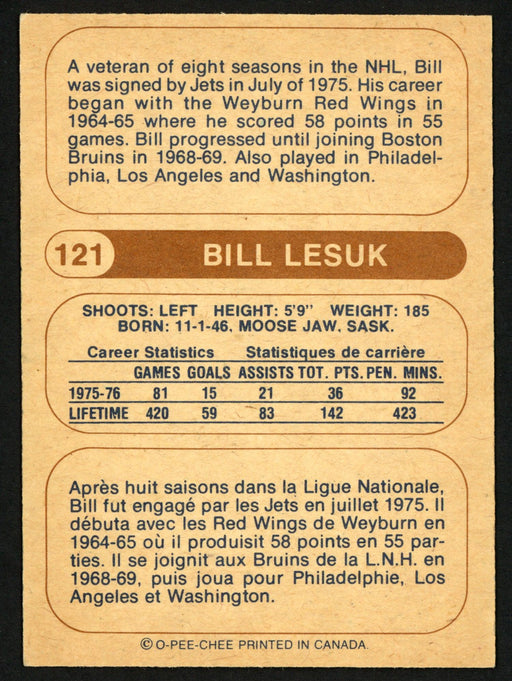 A veteran of eight seasons in the NHL, Bill
was signed by Jets in July of 1975. His career
began with the Weyburn Red Wings in
1964-65 where he scored 58 points in 55
games. Bill progressed until joining Boston
Bruins in 1968-69. Also played in Philadel-
phia, Los Angeles and Washington.
121 BILL LESUK
SHOOTS: LEFT HEIGHT: 5'9" WEIGHT: 185
BORN: 11-1-46, MOOSE JAW, SASK.
Career Statistics Statistiques de carrière
GAMES GOALS ASSISTS TOT. PTS. PEN. MINS.
1975-76 81 15 21 36 92
LIFETIME 420 59 83 142 423
Après huit saisons dans la Ligue Nationale,
Bill fut engagé par les Jets en juillet 1975. Il
débuta avec les Red Wings de Weyburn en
1964-65 où il produisit 58 points en 55 par-
ties. Il se joignit aux Bruins de la L.N.H. en
1968-69, puis joua pour Philadelphie, Los
Angeles et Washington.
© O-PEE-CHEE PRINTED IN CANADA.